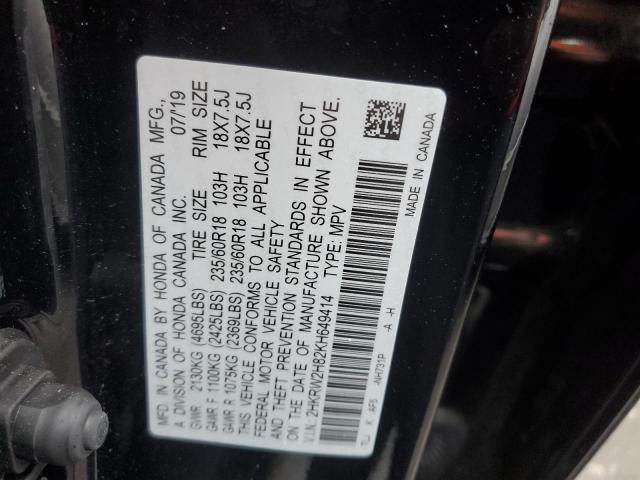 MADE IN CANADA BY HONDA OF CANADA MFG.,
A DIVISION OF HONDA CANADA INC. 07/'19
GVWR 2130KG (4695LBS) TIRE SIZE RIM SIZE
GAWR F 1100KG (2425LBS) 235/60R18 103H 18X7.5J
GAWR R 1075KG (2369LBS) 235/60R18 103H 18X7.5J
THIS VEHICLE CONFORMS TO ALL APPLICABLE
FEDERAL MOTOR VEHICLE SAFETY
AND THEFT PREVENTION STANDARDS IN EFFECT
ON THE DATE OF MANUFACTURE SHOWN ABOVE.
V.I.N.: 2HKRW2H82KH649414 TYPE: MPV
-A -H
K AF5 -NH731P
MADE IN CANADA